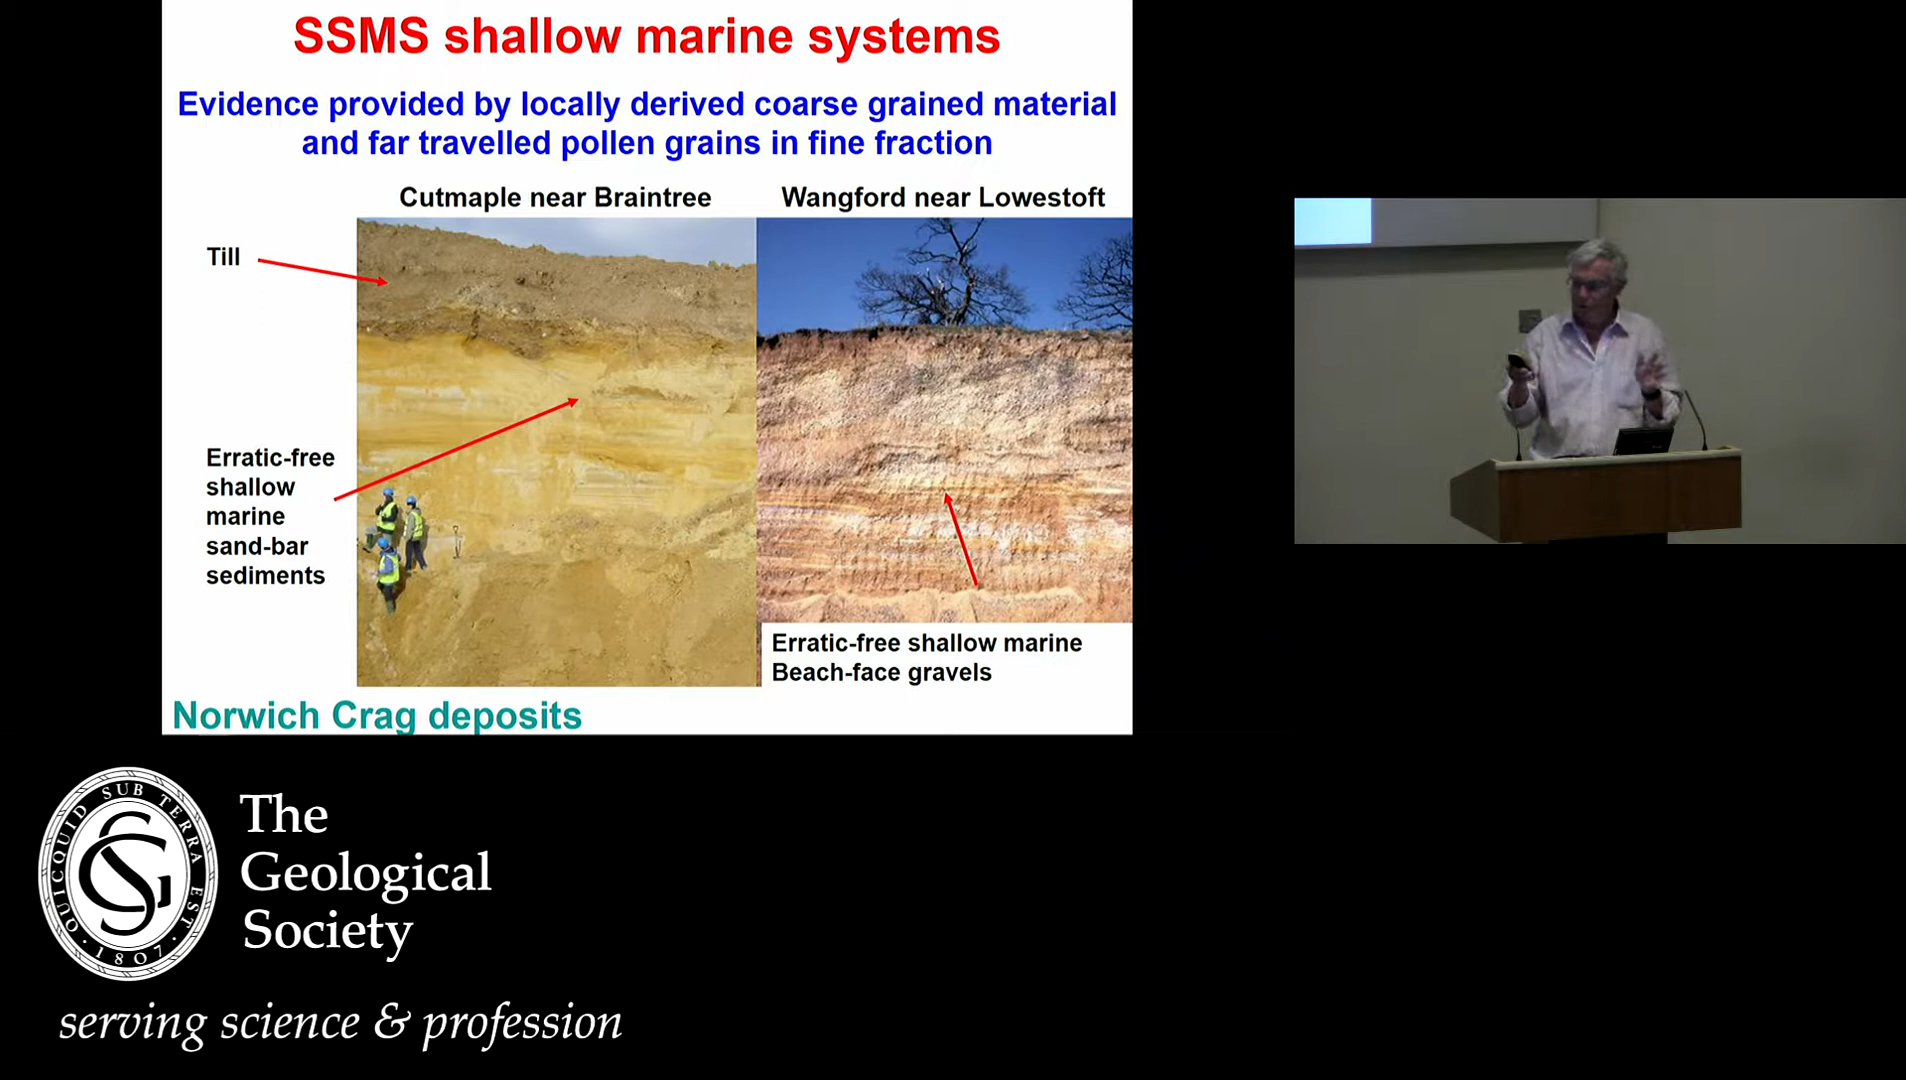 SSMS shallow marine systems
Evidence provided by locally derived coarse grained material
and far travelled pollen grains in fine fraction
Cutmaple near Braintree
Wangford near Lowestoft
Till
Erratic-free
shallow
marine
sand-bar
sediments
Erratic-free shallow marine
Beach-face gravels
Norwich Crag deposits
QUICQUID SUB TERRA EST
1807
The
Geological
Society
serving science & profession